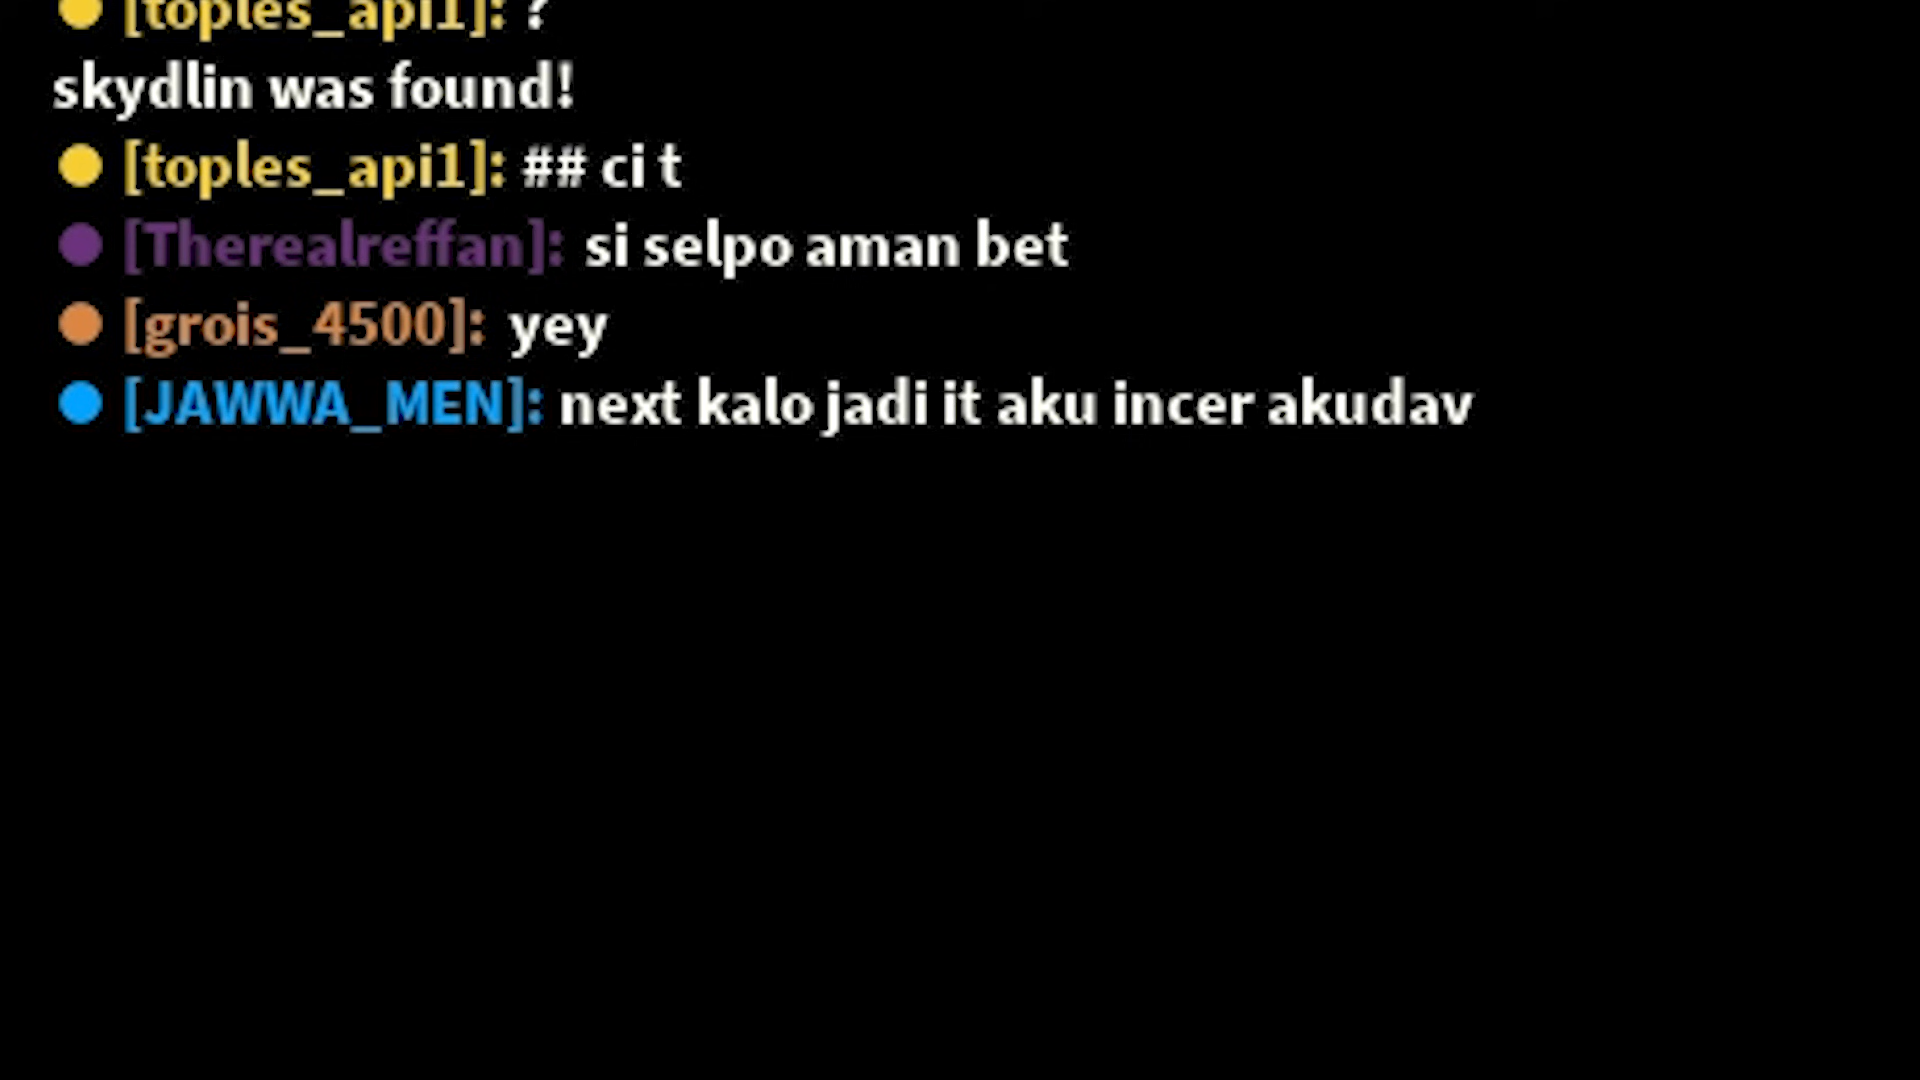 [toples_api1]: ?
skydlin was found!
[toples_api1]: ## ci t
[Therealreffan]: si selpo aman bet
[grois_4500]: yey
[JAWWA_MEN]: next kalo jadi it aku incer akudav